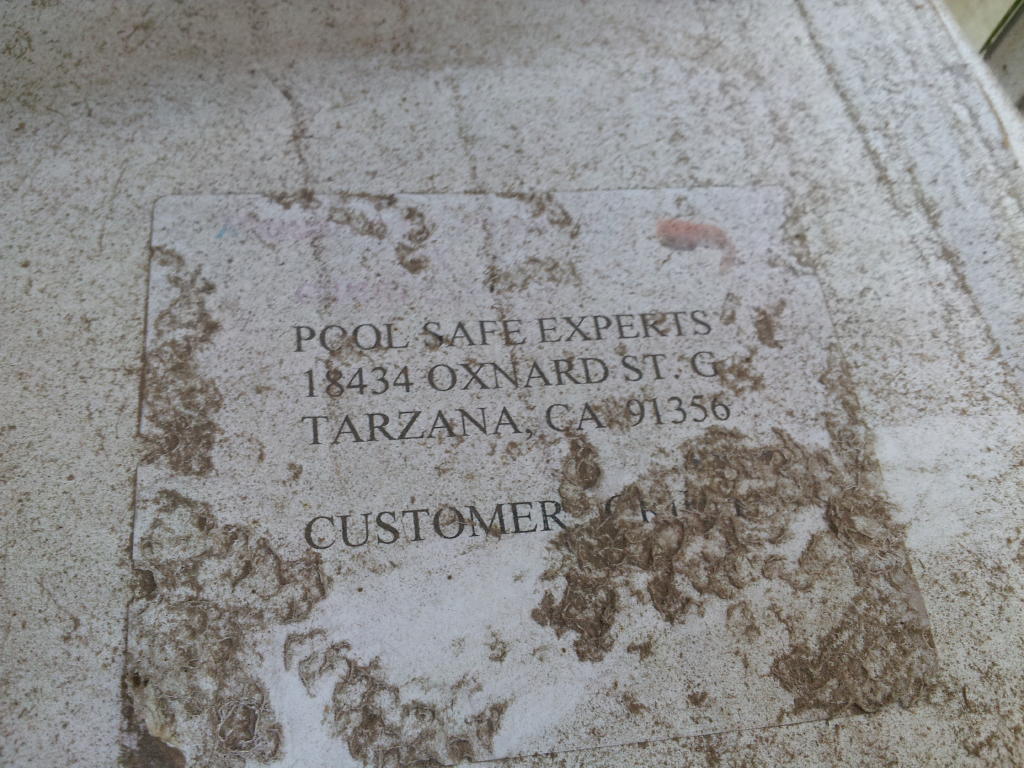 POOL SAFE EXPERTS
18434 OXNARD ST. G
TARZANA, CA 91356
CUSTOMER